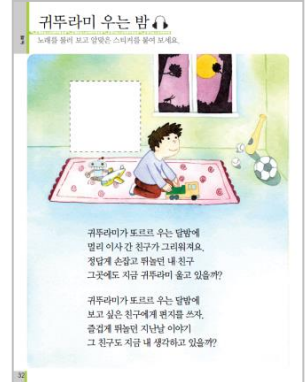 귀뚜라미 우는 밤
노래를 불러 보고 알맞은 스티커를 붙여 보세요.
귀뚜라미가 또르르 우는 달밤에
멀리 이사 간 친구가 그리워져요.
정답게 손잡고 뛰놀던 내 친구
그곳에도 지금 귀뚜라미 울고 있을까?
귀뚜라미가 또르르 우는 달밤에
보고 싶은 친구에게 편지를 쓰자.
즐겁게 뛰놀던 지난날 이야기
그 친구도 지금 내 생각하고 있을까?
32